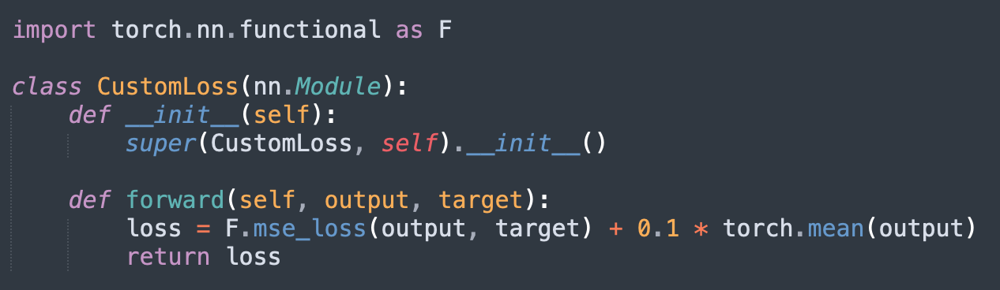 import torch.nn.functional as F
class CustomLoss(nn.Module):
    def __init__(self):
        super(CustomLoss, self).__init__()
    def forward(self, output, target):
        loss = F.mse_loss(output, target) + 0.1 * torch.mean(output)
        return loss